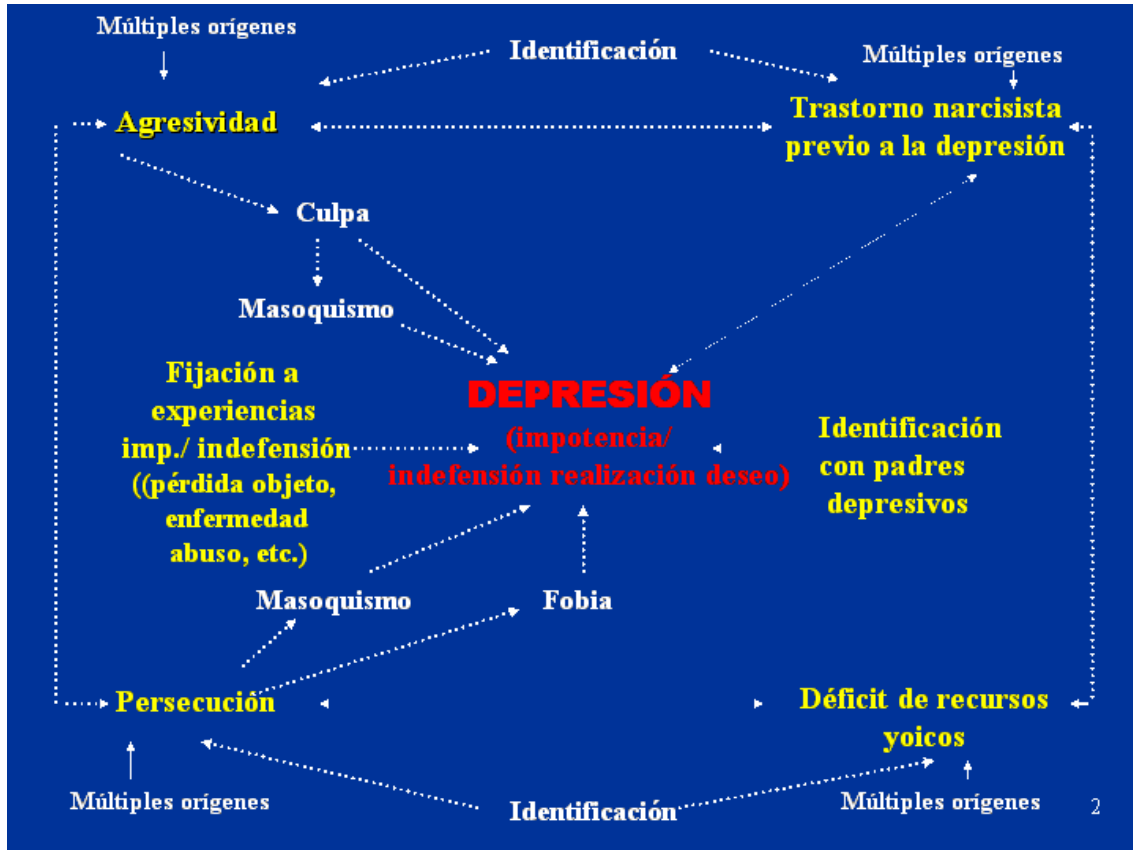 Múltiples orígenes
Identificación
Múltiples orígenes
Agresividad
Trastorno narcisista
previo a la depresión
Culpa
Masoquismo
Fijación a
experiencias
imp./ indefensión
((pérdida objeto,
enfermedad
abuso, etc.)
DEPRESIÓN
(impotencia/
indefensión realización deseo)
Identificación
con padres
depresivos
Masoquismo
Fobia
Persecución
Déficit de recursos
yoicos
Múltiples orígenes
Identificación
Múltiples orígenes
2